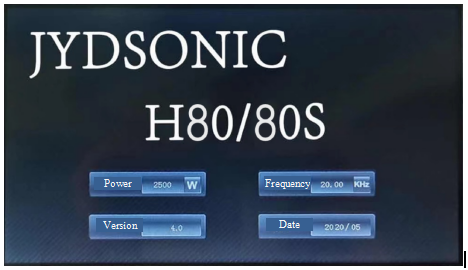 JYDSONIC
H80/80S
Power 2500 W Frequency 20.00 KHz
Version 4.0 Date 2020/05